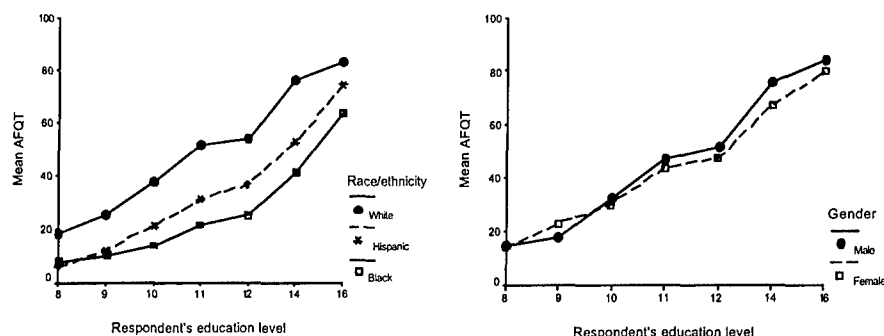 100
80
60
40
20
0
Mean AFQT
8
9
10
11
12
14
16
Respondent's education level
Race/ethnicity
White
Hispanic
Black
100
80
60
40
20
0
Mean AFQT
8
9
10
11
12
14
16
Respondent's education level
Gender
Male
Female